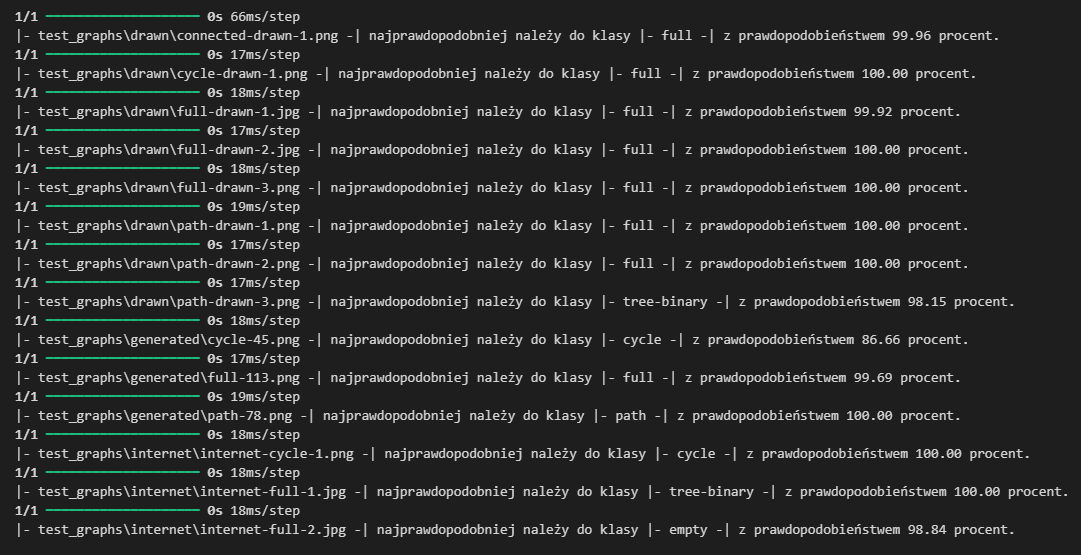 1/1 ━━━━━━━━━━━━━━━━━━━━ 0s 66ms/step
|- test_graphs\drawn\connected-drawn-1.png -| najprawdopodobniej należy do klasy |- full -| z prawdopodobieństwem 99.96 procent.
1/1 ━━━━━━━━━━━━━━━━━━━━ 0s 17ms/step
|- test_graphs\drawn\cycle-drawn-1.png -| najprawdopodobniej należy do klasy |- full -| z prawdopodobieństwem 100.00 procent.
1/1 ━━━━━━━━━━━━━━━━━━━━ 0s 18ms/step
|- test_graphs\drawn\full-drawn-1.jpg -| najprawdopodobniej należy do klasy |- full -| z prawdopodobieństwem 99.92 procent.
1/1 ━━━━━━━━━━━━━━━━━━━━ 0s 17ms/step
|- test_graphs\drawn\full-drawn-2.jpg -| najprawdopodobniej należy do klasy |- full -| z prawdopodobieństwem 100.00 procent.
1/1 ━━━━━━━━━━━━━━━━━━━━ 0s 18ms/step
|- test_graphs\drawn\full-drawn-3.png -| najprawdopodobniej należy do klasy |- full -| z prawdopodobieństwem 100.00 procent.
1/1 ━━━━━━━━━━━━━━━━━━━━ 0s 19ms/step
|- test_graphs\drawn\path-drawn-1.png -| najprawdopodobniej należy do klasy |- full -| z prawdopodobieństwem 100.00 procent.
1/1 ━━━━━━━━━━━━━━━━━━━━ 0s 17ms/step
|- test_graphs\drawn\path-drawn-2.png -| najprawdopodobniej należy do klasy |- full -| z prawdopodobieństwem 100.00 procent.
1/1 ━━━━━━━━━━━━━━━━━━━━ 0s 17ms/step
|- test_graphs\drawn\path-drawn-3.png -| najprawdopodobniej należy do klasy |- tree-binary -| z prawdopodobieństwem 98.15 procent.
1/1 ━━━━━━━━━━━━━━━━━━━━ 0s 18ms/step
|- test_graphs\generated\cycle-45.png -| najprawdopodobniej należy do klasy |- cycle -| z prawdopodobieństwem 86.66 procent.
1/1 ━━━━━━━━━━━━━━━━━━━━ 0s 17ms/step
|- test_graphs\generated\full-113.png -| najprawdopodobniej należy do klasy |- full -| z prawdopodobieństwem 99.69 procent.
1/1 ━━━━━━━━━━━━━━━━━━━━ 0s 19ms/step
|- test_graphs\generated\path-78.png -| najprawdopodobniej należy do klasy |- path -| z prawdopodobieństwem 100.00 procent.
1/1 ━━━━━━━━━━━━━━━━━━━━ 0s 18ms/step
|- test_graphs\internet\internet-cycle-1.png -| najprawdopodobniej należy do klasy |- cycle -| z prawdopodobieństwem 100.00 procent.
1/1 ━━━━━━━━━━━━━━━━━━━━ 0s 18ms/step
|- test_graphs\internet\internet-full-1.jpg -| najprawdopodobniej należy do klasy |- tree-binary -| z prawdopodobieństwem 100.00 procent.
1/1 ━━━━━━━━━━━━━━━━━━━━ 0s 18ms/step
|- test_graphs\internet\internet-full-2.jpg -| najprawdopodobniej należy do klasy |- empty -| z prawdopodobieństwem 98.84 procent.